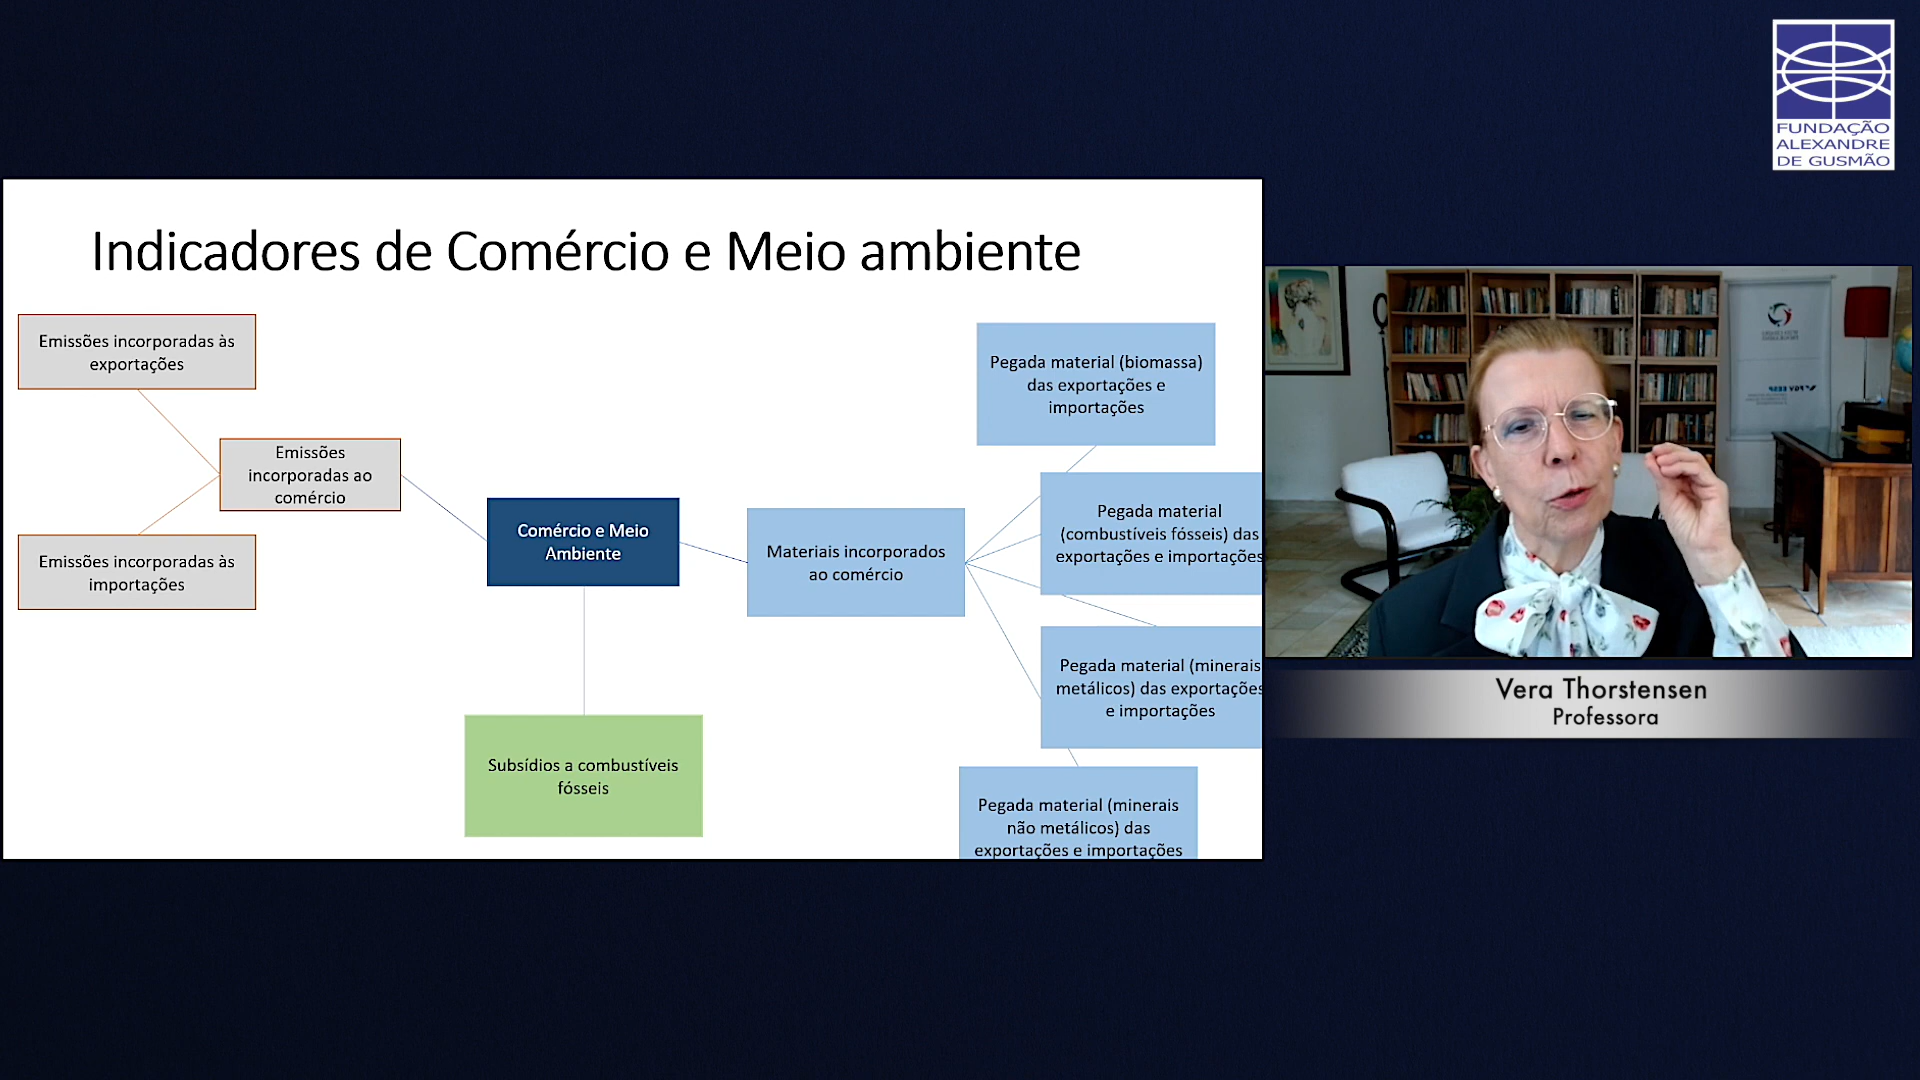 FUNDAÇÃO
ALEXANDRE
DE GUSMÃO
Indicadores de Comércio e Meio ambiente
Emissões incorporadas às
exportações
Emissões
incorporadas ao
comércio
Emissões incorporadas às
importações
Comércio e Meio
Ambiente
Subsídios a combustíveis
fósseis
Materiais incorporados
ao comércio
Pegada material (biomassa)
das exportações e
importações
Pegada material
(combustíveis fósseis) das
exportações e importações
Pegada material (minerais
metálicos) das exportações
e importações
Pegada material (minerais
não metálicos) das
exportações e importações
Vera Thorstensen
Professora